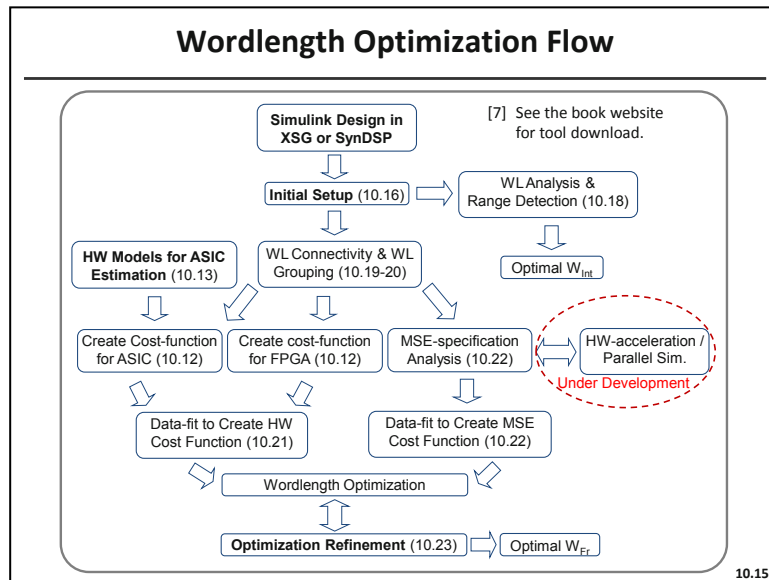 Wordlength Optimization Flow
Simulink Design in
XSG or SynDSP
[7] See the book website
for tool download.
Initial Setup (10.16)
WL Analysis &
Range Detection (10.18)
HW Models for ASIC
Estimation (10.13)
WL Connectivity & WL
Grouping (10.19-20)
Optimal WInt
Create Cost-function
for ASIC (10.12)
Create cost-function
for FPGA (10.12)
MSE-specification
Analysis (10.22)
HW-acceleration /
Parallel Sim.
Under Development
Data-fit to Create HW
Cost Function (10.21)
Data-fit to Create MSE
Cost Function (10.22)
Wordlength Optimization
Optimization Refinement (10.23)
Optimal WFr
10.15